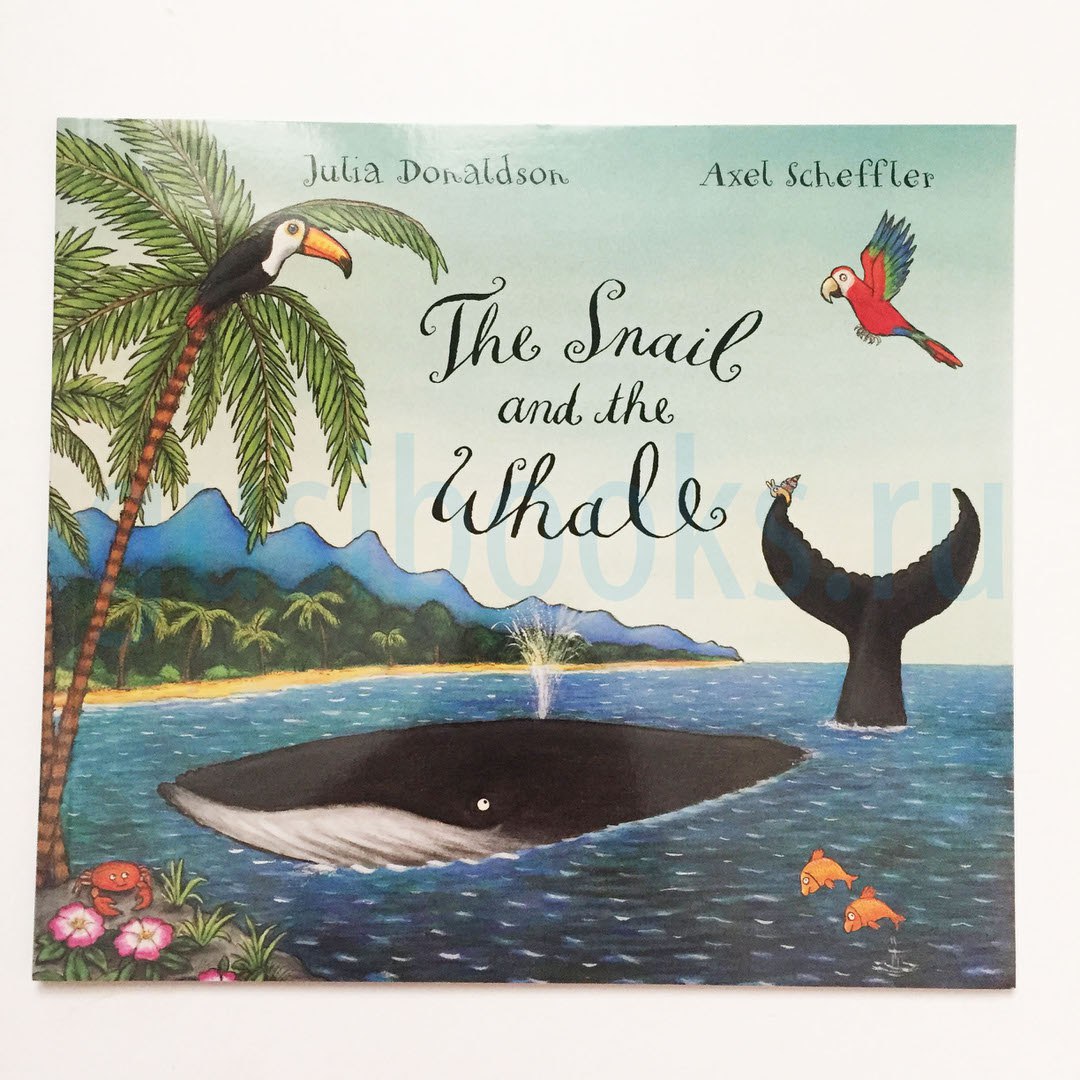 Julia Donaldson
Axel Scheffler
The Snail
and the
Whale